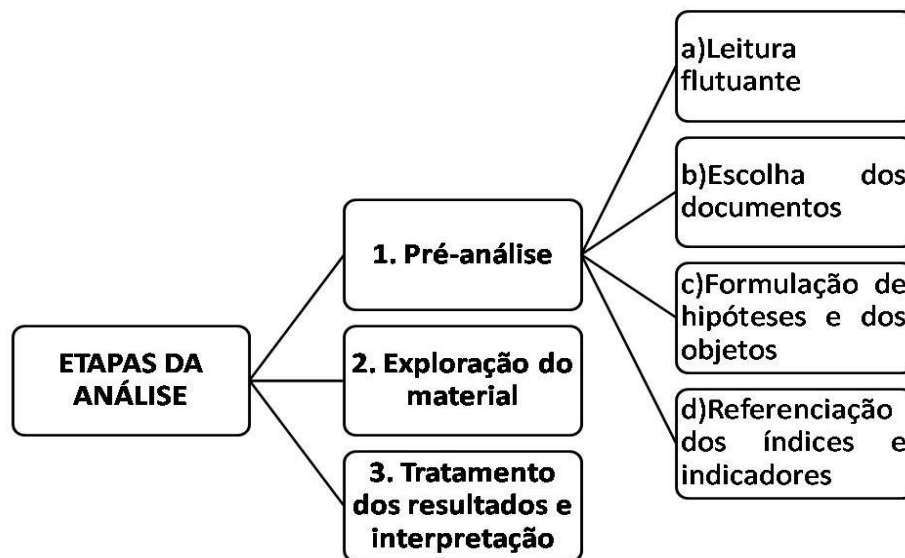 ETAPAS DA
ANÁLISE
1. Pré-análise
2. Exploração do
material
3. Tratamento
dos resultados e
interpretação
a)Leitura
flutuante
b)Escolha dos
documentos
c)Formulação de
hipóteses e dos
objetos
d)Referenciação
dos índices e
indicadores